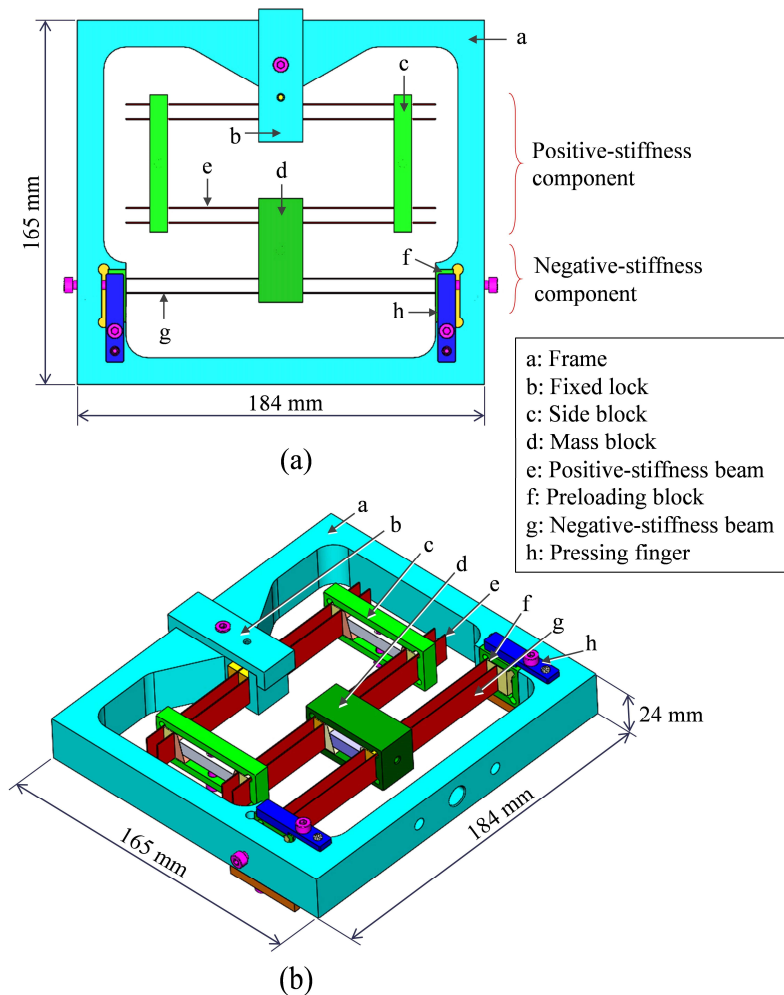 a
c
b
Positive-stiffness
component
e
d
165 mm
f
Negative-stiffness
component
h
g
184 mm
(a)
a: Frame
b: Fixed lock
c: Side block
d: Mass block
e: Positive-stiffness beam
f: Preloading block
g: Negative-stiffness beam
h: Pressing finger
a
b
c
d
e
f
g
h
24 mm
184 mm
165 mm
(b)